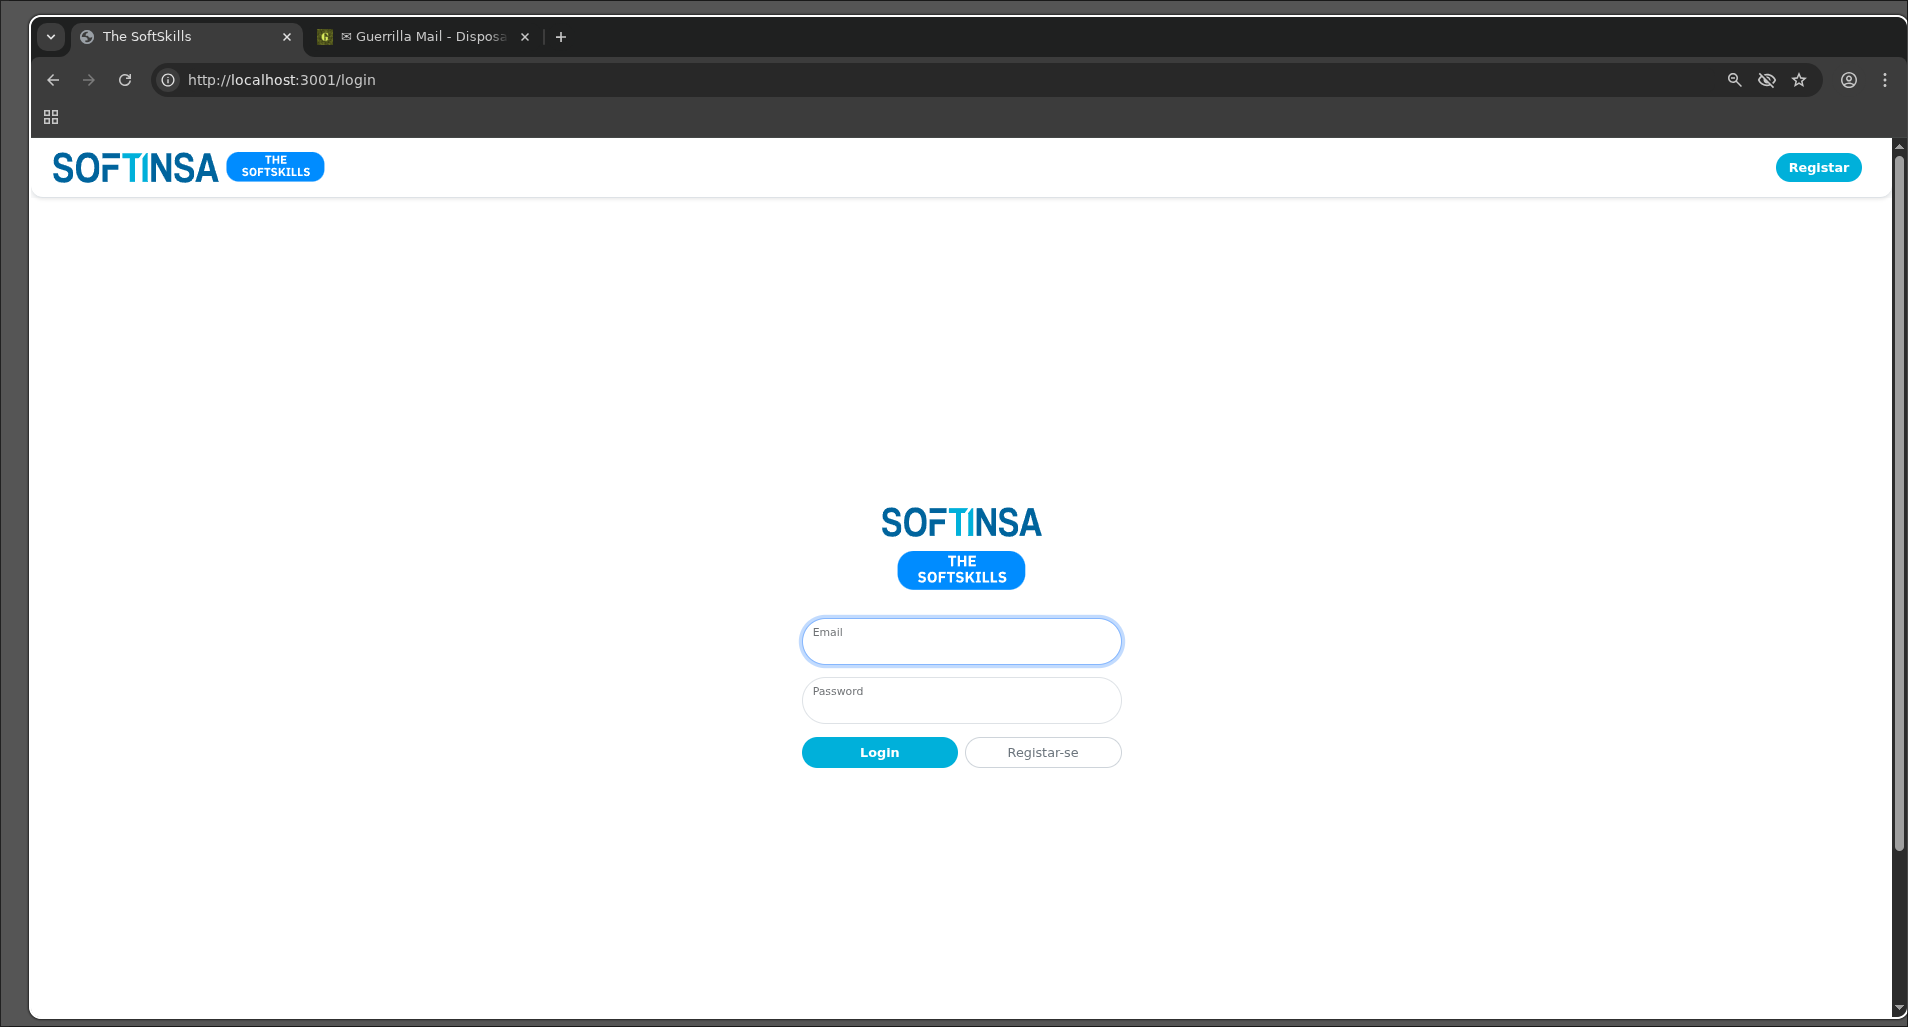 The SoftSkills
✉ Guerrilla Mail - Disposa
http://localhost:3001/login
SOFTINSA
THE
SOFTSKILLS
Registar
SOFTINSA
THE
SOFTSKILLS
Email
Password
Login
Registar-se